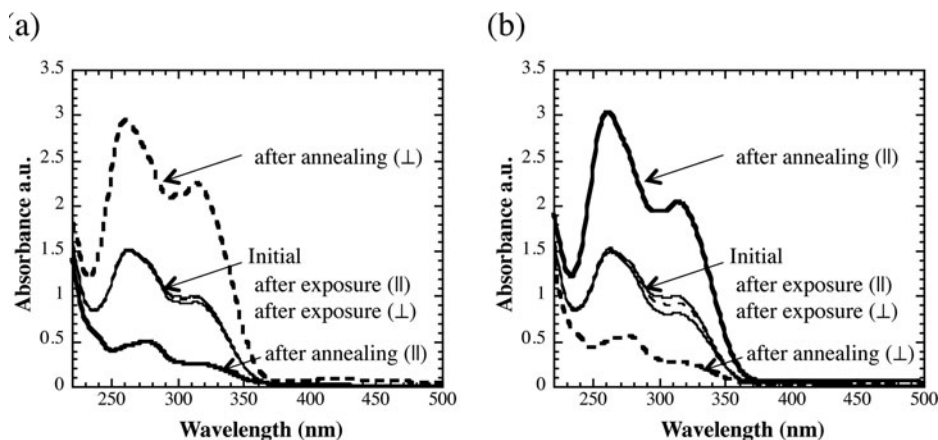 (a)
3.5
3
2.5
2
1.5
1
0.5
0
Absorbance a.u.
after annealing (⊥)
Initial
after exposure (||)
after exposure (⊥)
after annealing (||)
250 300 350 400 450 500
Wavelength (nm)
(b)
3.5
3
2.5
2
1.5
1
0.5
0
Absorbance a.u.
after annealing (||)
Initial
after exposure (||)
after exposure (⊥)
after annealing (⊥)
250 300 350 400 450 500
Wavelength (nm)